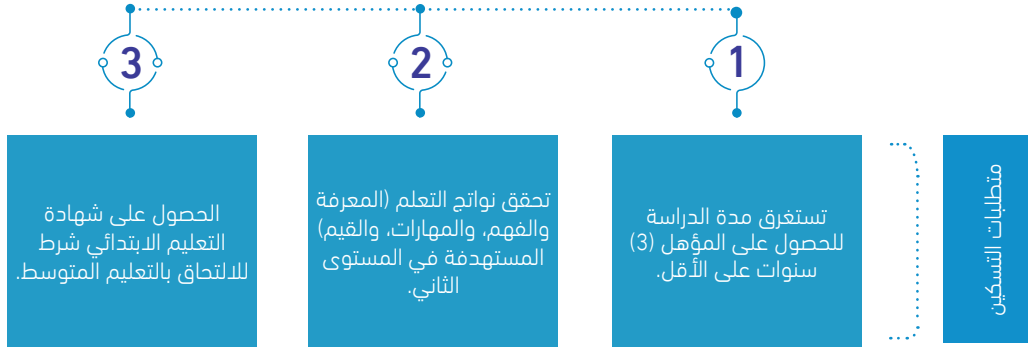 متطلبات التسكين
1
تستغرق مدة الدراسة
للحصول على المؤهل (3)
سنوات على الأقل.
2
تحقق نواتج التعلم (المعرفة
والفهم، والمهارات، والقيم)
المستهدفة في المستوى
الثاني.
3
الحصول على شهادة
التعليم الابتدائي شرط
للالتحاق بالتعليم المتوسط.